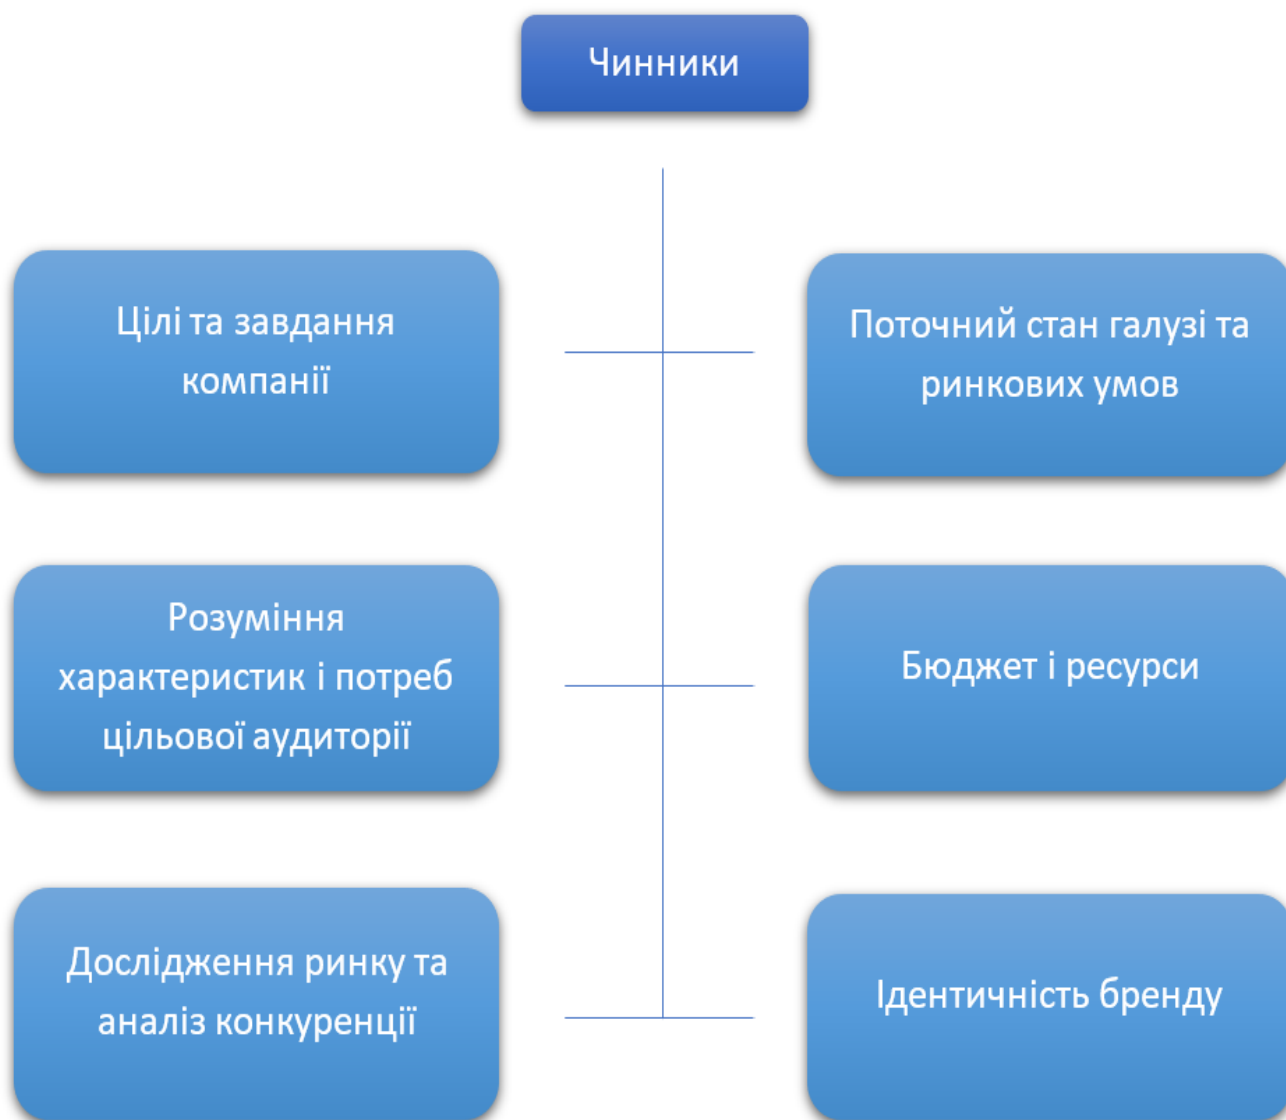 Чинники
Цілі та завдання
компанії
Поточний стан галузі та
ринкових умов
Розуміння
характеристик і потреб
цільової аудиторії
Бюджет і ресурси
Дослідження ринку та
аналіз конкуренції
Ідентичність бренду